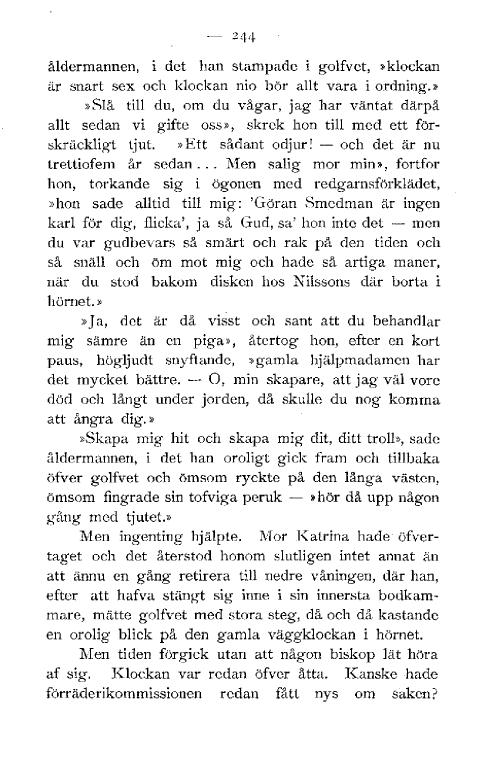 — 244
åldermannen, i det han stampade i golfvet, »klockan
är snart sex och klockan nio bör allt vara i ordning.»
»Slå till du, om du vågar, jag har väntat därpå
allt sedan vi gifte oss», skrek hon till med ett för-
skräckligt tjut. »Ett sådant odjur! — och det är nu
trettiofem år sedan ... Men salig mor min», fortfor
hon, torkande sig i ögonen med redgarnsförklädet,
»hon sade alltid till mig: 'Göran Smedman är ingen
karl för dig, flicka', ja så Gud, sa' hon inte det — men
du var gudbevars så smärt och rak på den tiden och
så snäll och öm mot mig och hade så artiga maner,
när du stod bakom disken hos Nilssons där borta i
hörnet.»
»Ja, det är då visst och sant att du behandlar
mig sämre än en piga», återtog hon, efter en kort
paus, högljudt snyftande, »gamla hjälpmadamen har
det mycket bättre. — O, min skapare, att jag väl vore
död och långt under jorden, då skulle du nog komma
att ångra dig.»
»Skapa mig hit och skapa mig dit, ditt troll», sade
åldermannen, i det han oroligt gick fram och tillbaka
öfver golfvet och ömsom ryckte på den långa västen,
ömsom fingrade sin tofviga peruk — »hör då upp någon
gång med tjutet.»
Men ingenting hjälpte. Mor Katrina hade öfver-
taget och det återstod honom slutligen intet annat än
att ännu en gång retirera till nedre våningen, där han,
efter att hafva stängt sig inne i sin innersta bodkam-
mare, mätte golfvet med stora steg, då och då kastande
en orolig blick på den gamla väggklockan i hörnet.
Men tiden förgick utan att någon biskop lät höra
af sig. Klockan var redan öfver åtta. Kanske hade
förräderikommissionen redan fått nys om saken?